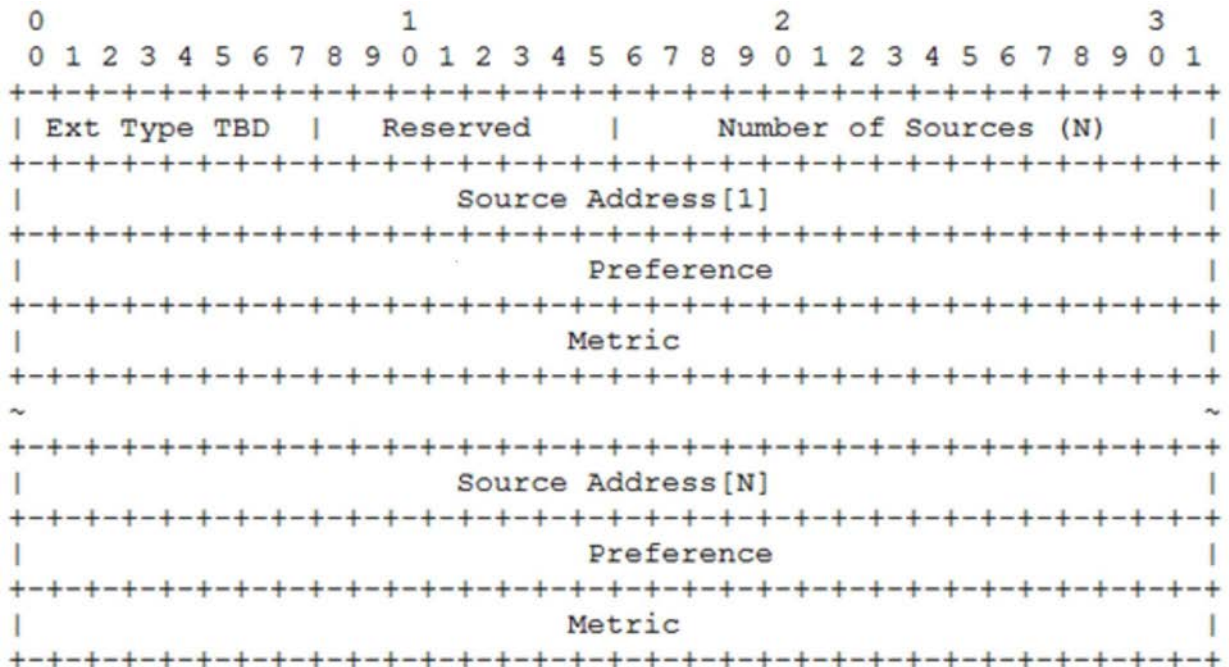 0                   1                   2                   3
 0 1 2 3 4 5 6 7 8 9 0 1 2 3 4 5 6 7 8 9 0 1 2 3 4 5 6 7 8 9 0 1
+-+-+-+-+-+-+-+-+-+-+-+-+-+-+-+-+-+-+-+-+-+-+-+-+-+-+-+-+-+-+-+-+
| Ext Type TBD  |   Reserved    |     Number of Sources (N)     |
+-+-+-+-+-+-+-+-+-+-+-+-+-+-+-+-+-+-+-+-+-+-+-+-+-+-+-+-+-+-+-+-+
|                       Source Address[1]                       |
+-+-+-+-+-+-+-+-+-+-+-+-+-+-+-+-+-+-+-+-+-+-+-+-+-+-+-+-+-+-+-+-+
|                              Preference                       |
+-+-+-+-+-+-+-+-+-+-+-+-+-+-+-+-+-+-+-+-+-+-+-+-+-+-+-+-+-+-+-+-+
|                             Metric                            |
+-+-+-+-+-+-+-+-+-+-+-+-+-+-+-+-+-+-+-+-+-+-+-+-+-+-+-+-+-+-+-+-+
~                                                               ~
+-+-+-+-+-+-+-+-+-+-+-+-+-+-+-+-+-+-+-+-+-+-+-+-+-+-+-+-+-+-+-+-+
|                       Source Address[N]                       |
+-+-+-+-+-+-+-+-+-+-+-+-+-+-+-+-+-+-+-+-+-+-+-+-+-+-+-+-+-+-+-+-+
|                              Preference                       |
+-+-+-+-+-+-+-+-+-+-+-+-+-+-+-+-+-+-+-+-+-+-+-+-+-+-+-+-+-+-+-+-+
|                             Metric                            |
+-+-+-+-+-+-+-+-+-+-+-+-+-+-+-+-+-+-+-+-+-+-+-+-+-+-+-+-+-+-+-+-+